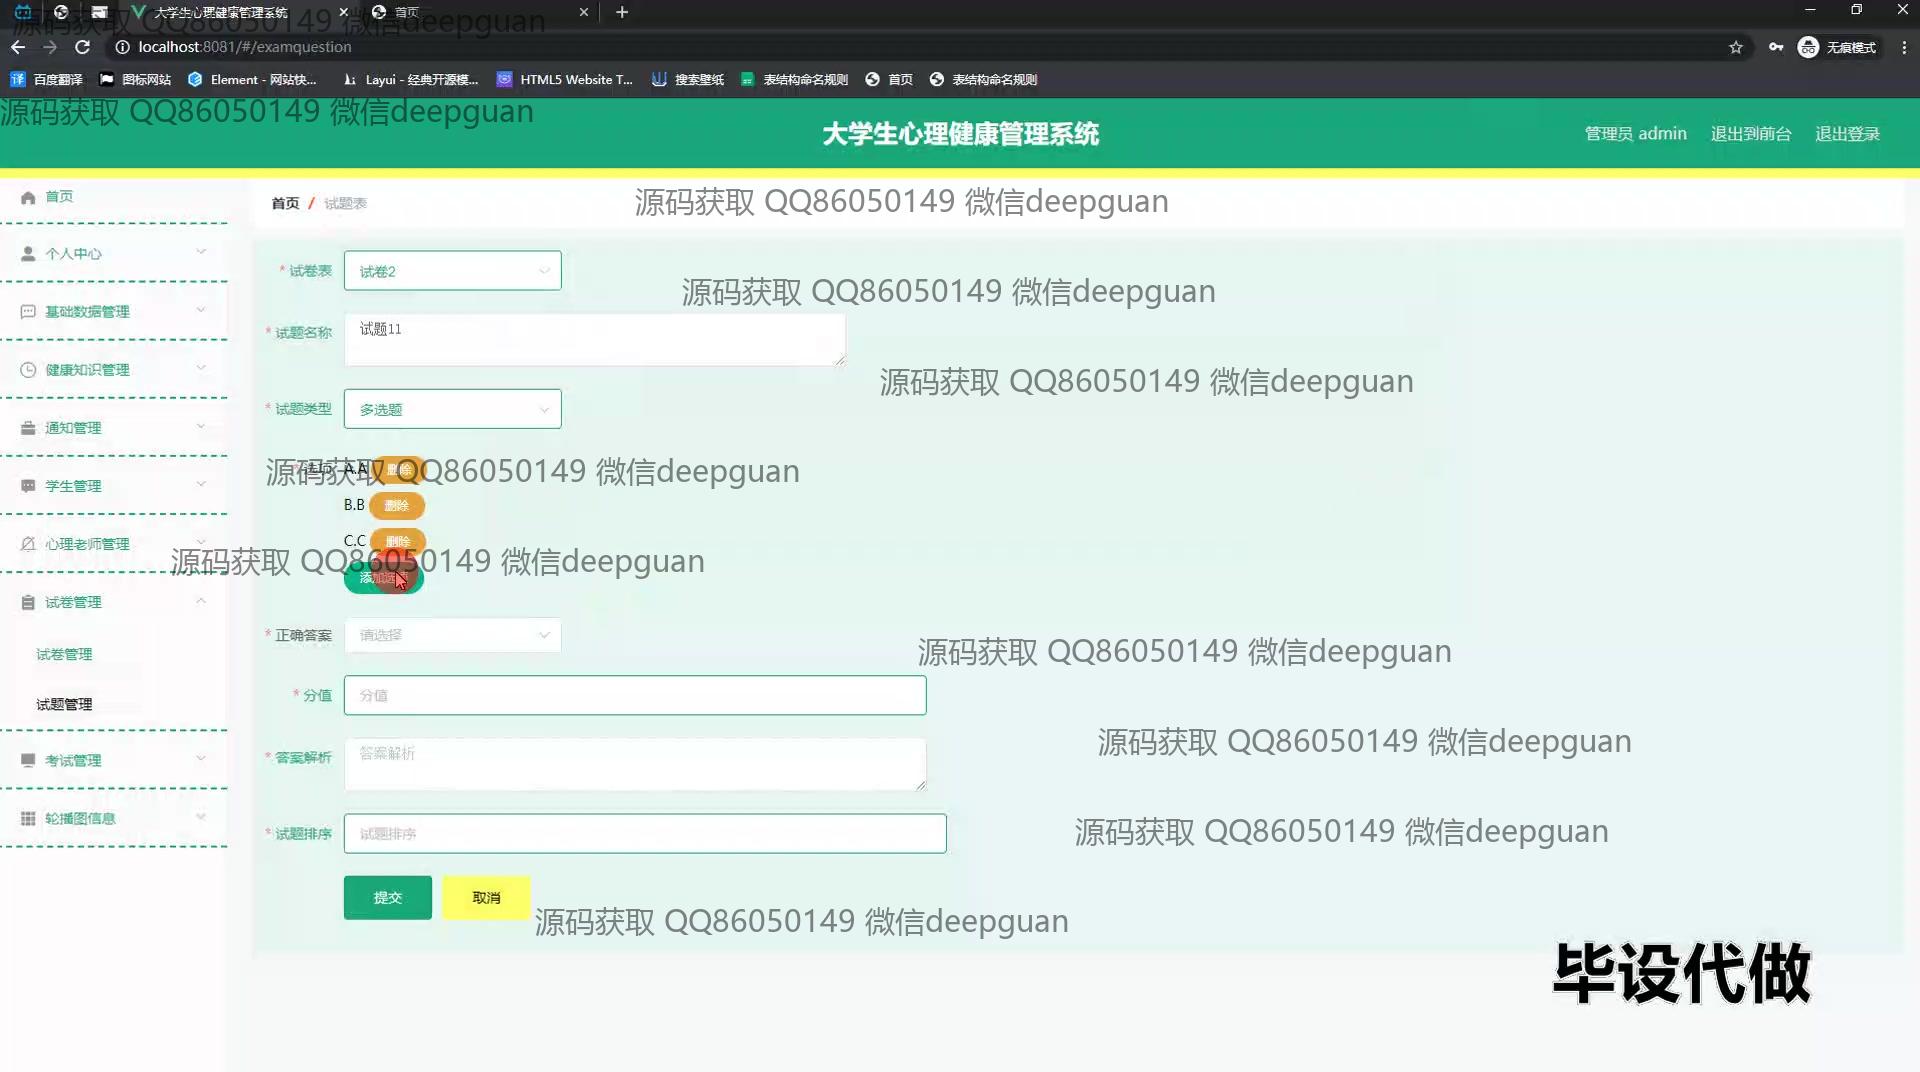 大学生心理健康管理系统
首页
源码获取 QQ86050149 微信deepguan
localhost:8081/#/examquestion
无痕模式
百度翻译
图标网站
Element - 网站快...
Layui - 经典开源模...
HTML5 Website T...
搜索壁纸
表结构命名规则
首页
表结构命名规则
源码获取 QQ86050149 微信deepguan
大学生心理健康管理系统
管理员 admin
退出到前台
退出登录
首页
个人中心
基础数据管理
健康知识管理
通知管理
学生管理
心理老师管理
试卷管理
试卷管理
试题管理
考试管理
轮播图信息
首页 / 试题表
源码获取 QQ86050149 微信deepguan
* 试卷表 试卷2
源码获取 QQ86050149 微信deepguan
* 试题名称 试题11
源码获取 QQ86050149 微信deepguan
* 试题类型 多选题
A.A 删除
源码获取 QQ86050149 微信deepguan
B.B 删除
C.C 删除
源码获取 QQ86050149 微信deepguan
添加选
* 正确答案 请选择
源码获取 QQ86050149 微信deepguan
* 分值 分值
源码获取 QQ86050149 微信deepguan
* 答案解析 答案解析
* 试题排序 试题排序
源码获取 QQ86050149 微信deepguan
提交
取消
源码获取 QQ86050149 微信deepguan
毕设代做